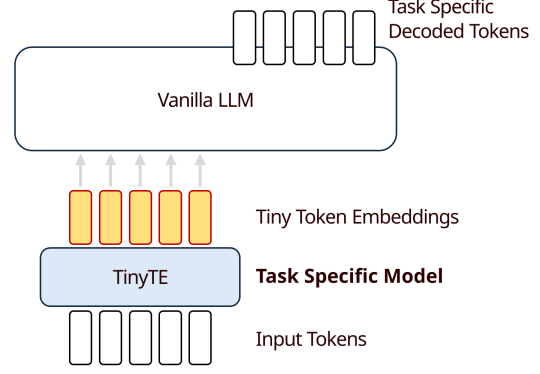 Task Specific
Decoded Tokens
Vanilla LLM
Tiny Token Embeddings
TinyTE
Task Specific Model
Input Tokens